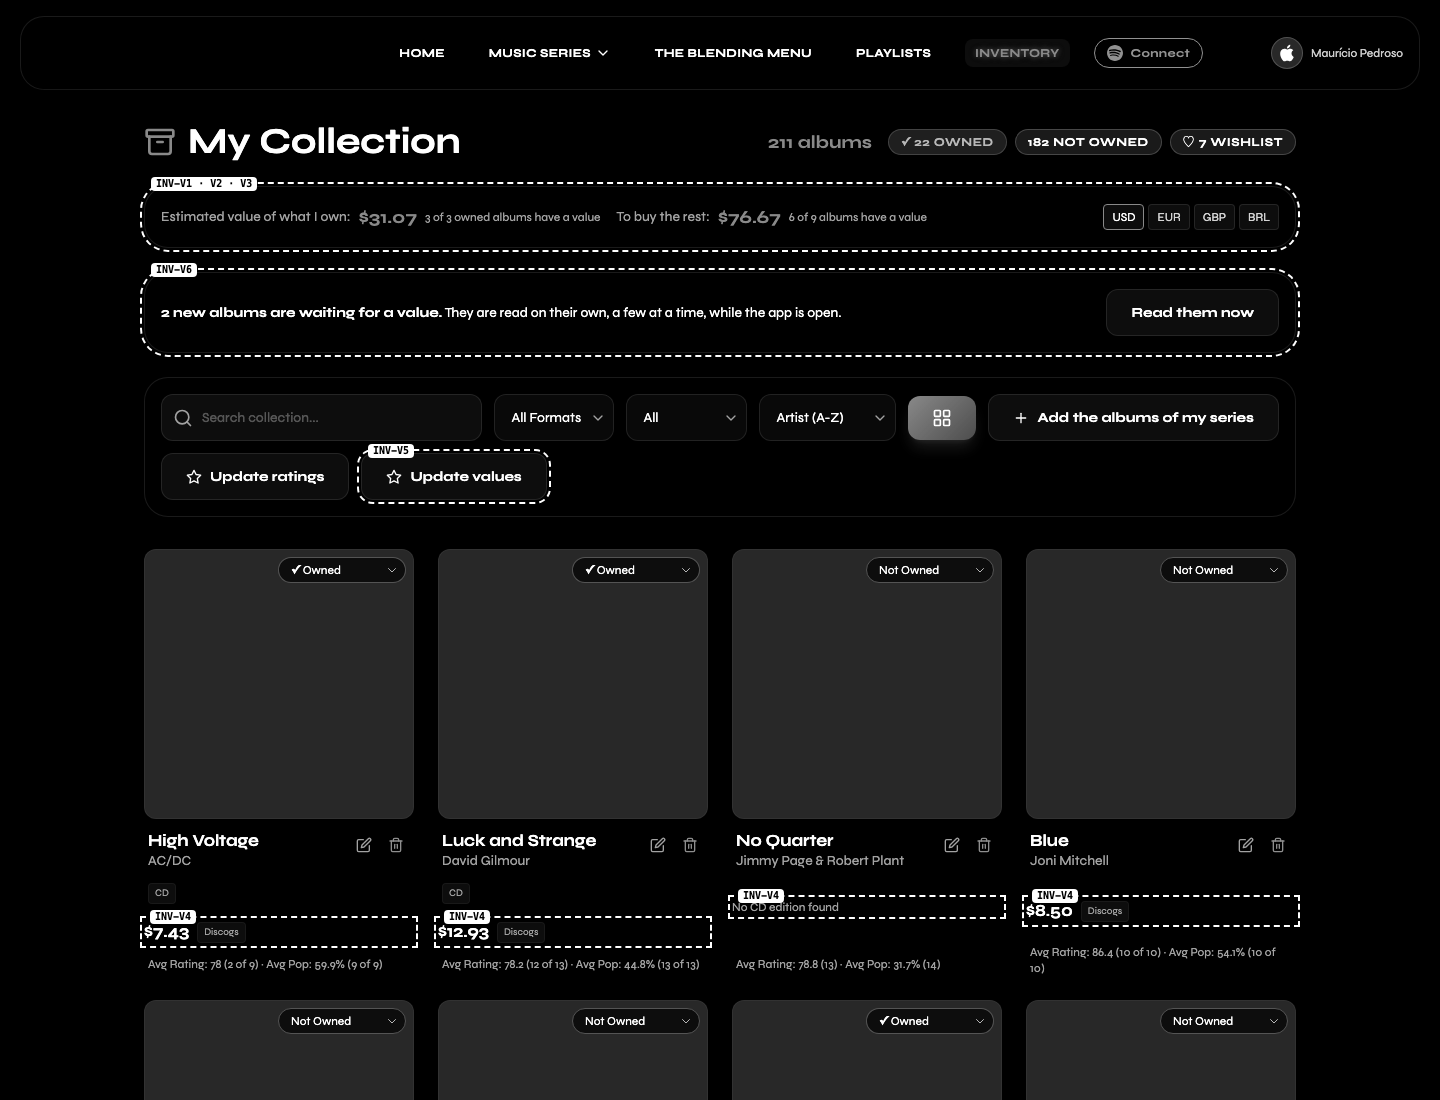 HOME MUSIC SERIES THE BLENDING MENU PLAYLISTS INVENTORY Connect Maurício Pedroso
My Collection 211 albums ✓ 22 OWNED 182 NOT OWNED ♡ 7 WISHLIST
INV-V1 · V2 · V3
Estimated value of what I own: $31.07 3 of 3 owned albums have a value To buy the rest: $76.67 6 of 9 albums have a value USD EUR GBP BRL
INV-V6
2 new albums are waiting for a value. They are read on their own, a few at a time, while the app is open. Read them now
Search collection... All Formats All Artist (A-Z) + Add the albums of my series
INV-V5
Update ratings Update values
✓ Owned ✓ Owned Not Owned Not Owned
High Voltage Luck and Strange No Quarter Blue
AC/DC David Gilmour Jimmy Page & Robert Plant Joni Mitchell
CD CD INV-V4 INV-V4
No CD edition found $8.50 Discogs
INV-V4 INV-V4
$7.43 Discogs $12.93 Discogs
Avg Rating: 78 (2 of 9) · Avg Pop: 59.9% (9 of 9) Avg Rating: 78.2 (12 of 13) · Avg Pop: 44.8% (13 of 13) Avg Rating: 78.8 (13) · Avg Pop: 31.7% (14) Avg Rating: 86.4 (10 of 10) · Avg Pop: 54.1% (10 of
10)
Not Owned Not Owned ✓ Owned Not Owned